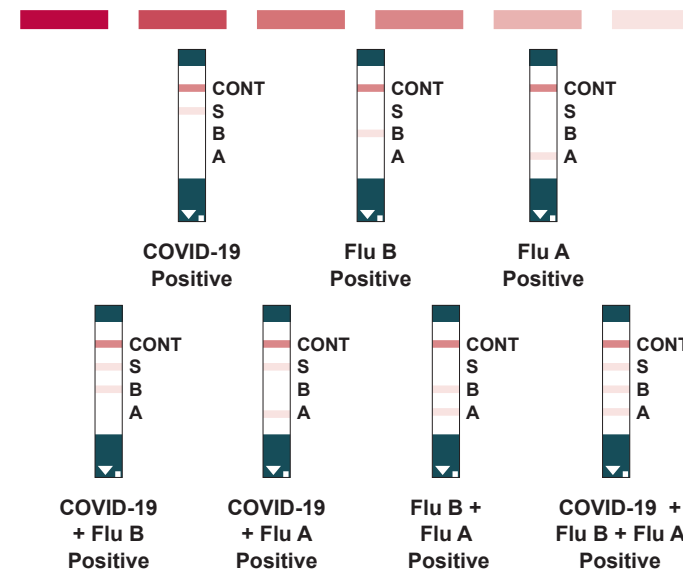 CONT
S
B
A
COVID-19
Positive
CONT
S
B
A
Flu B
Positive
CONT
S
B
A
Flu A
Positive
CONT
S
B
A
COVID-19
+ Flu B
Positive
CONT
S
B
A
COVID-19
+ Flu A
Positive
CONT
S
B
A
Flu B +
Flu A
Positive
CONT
S
B
A
COVID-19 +
Flu B + Flu A
Positive